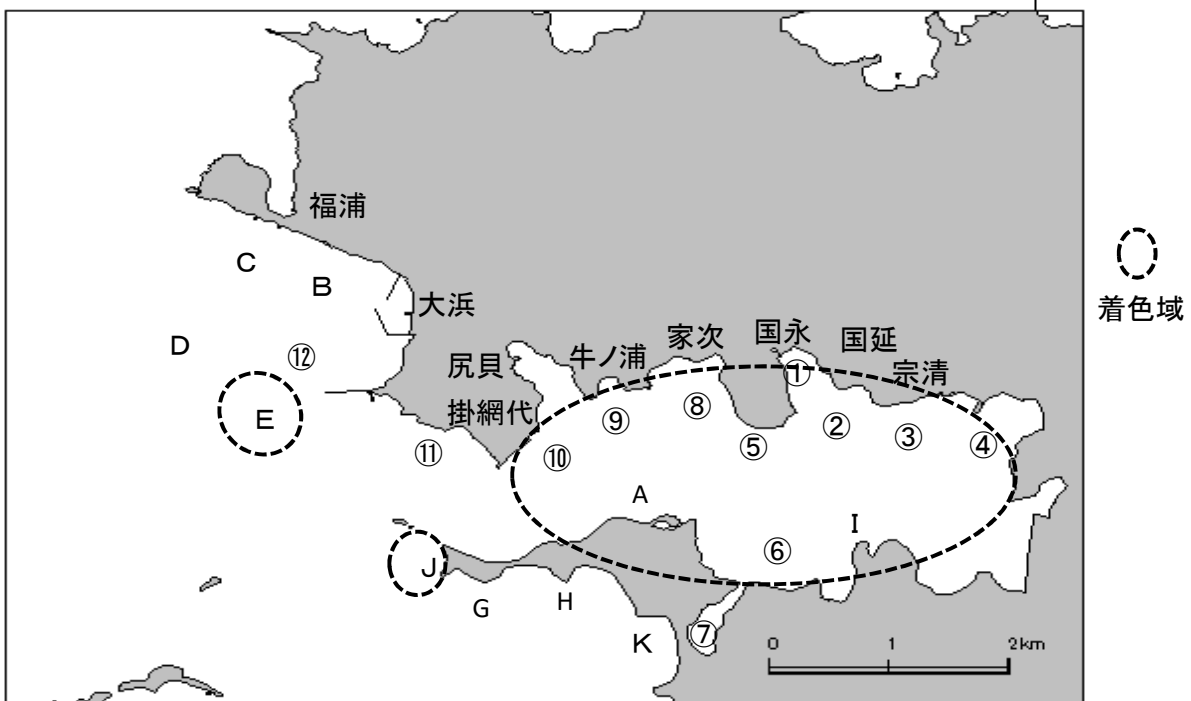 福浦
C
B
大浜
D
⑫
国永
家次
国延
牛ノ浦
尻貝
①
宗清
掛網代
E
⑧
⑨
②
③
④
⑤
⑪
⑩
A
I
⑥
J
G
H
K
⑦
0 1 2km
着色域